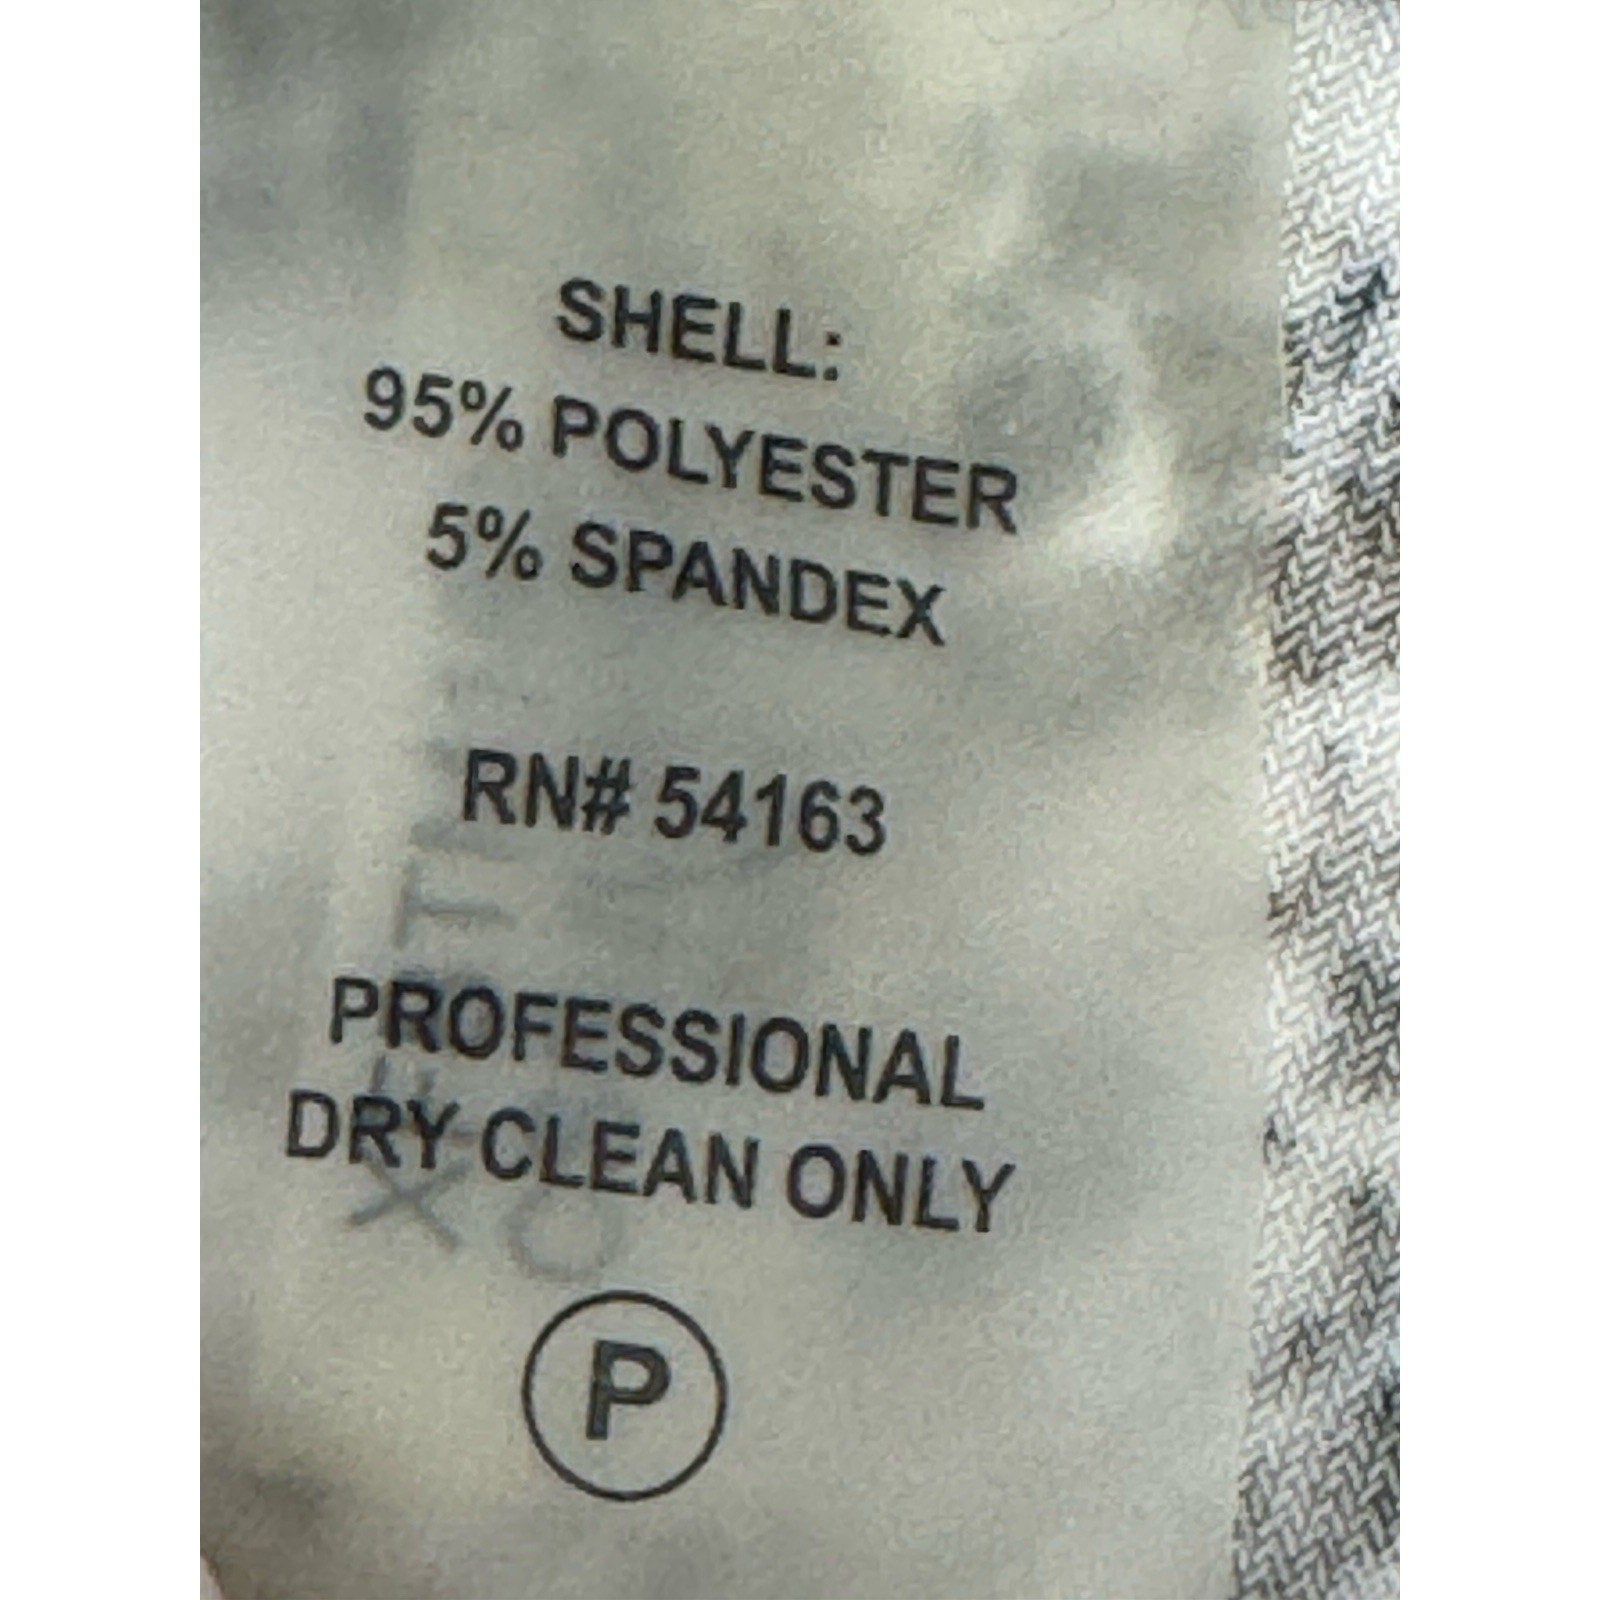 SHELL:
95% POLYESTER
5% SPANDEX
RN# 54163
PROFESSIONAL
DRY CLEAN ONLY
P